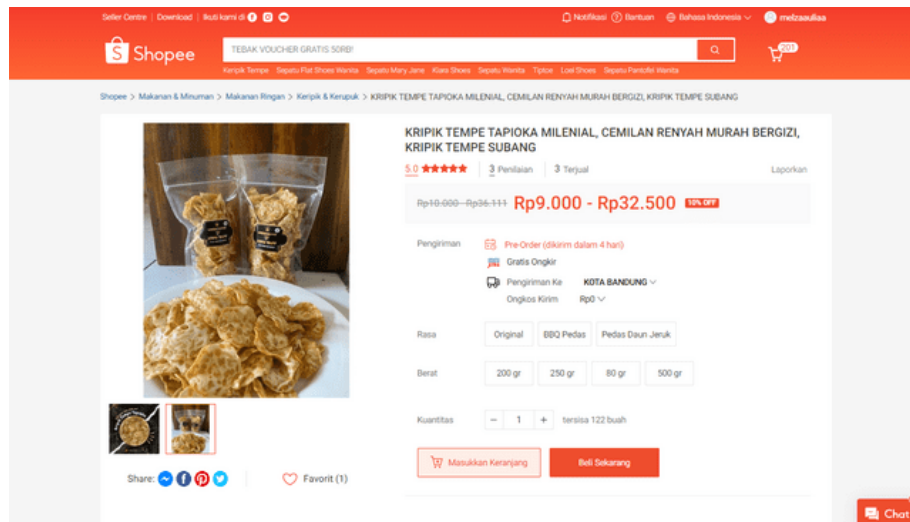 Seller Centre | Download | Ikuti kami di
Notifikasi
Bantuan
Bahasa Indonesia
melzaauliaa
Shopee
TEBAK VOUCHER GRATIS 50RB!
201
Keripik Tempe Sepatu Flat Shoes Wanita Sepatu Mary Jane Klara Shoes Sepatu Wanita Tiptoe Loel Shoes Sepatu Pantofel Wanita
Shopee > Makanan & Minuman > Makanan Ringan > Keripik & Kerupuk > KRIPIK TEMPE TAPIOKA MILENIAL, CEMILAN RENYAH MURAH BERGIZI, KRIPIK TEMPE SUBANG
KRIPIK TEMPE TAPIOKA MILENIAL, CEMILAN RENYAH MURAH BERGIZI,
KRIPIK TEMPE SUBANG
5.0 3 Penilaian 3 Terjual Laporkan
Rp10.000 - Rp36.111 Rp9.000 - Rp32.500 10% OFF
Pengiriman Pre-Order (dikirim dalam 4 hari)
Gratis Ongkir
Pengiriman Ke KOTA BANDUNG
Ongkos Kirim Rp0
Rasa Original BBQ Pedas Pedas Daun Jeruk
Berat 200 gr 250 gr 80 gr 500 gr
Kuantitas − 1 + tersisa 122 buah
Masukkan Keranjang Beli Sekarang
Share: Favorit (1)
Chat